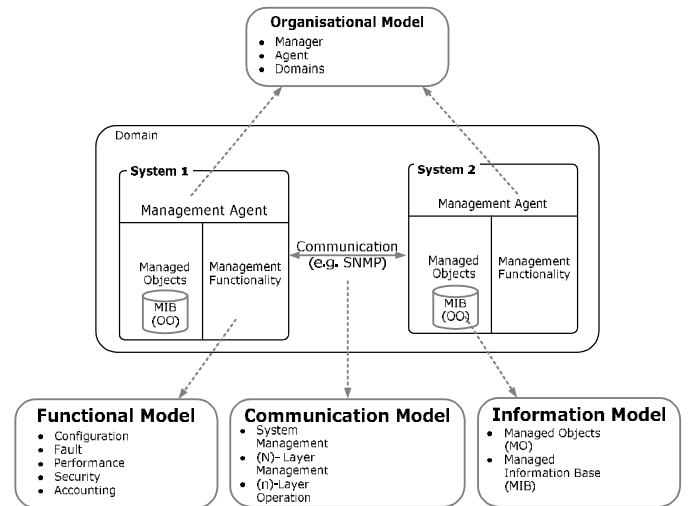 Organisational Model
• Manager
• Agent
• Domains
Domain
System 1
Management Agent
Managed
Objects
MIB
(OO)
Management
Functionality
Communication
(e.g. SNMP)
System 2
Management Agent
Managed
Objects
MIB
(OO)
Management
Functionality
Functional Model
• Configuration
• Fault
• Performance
• Security
• Accounting
Communication Model
• System
Management
• (N)- Layer
Management
• (n)-Layer
Operation
Information Model
• Managed Objects
(MO)
• Managed
Information Base
(MIB)